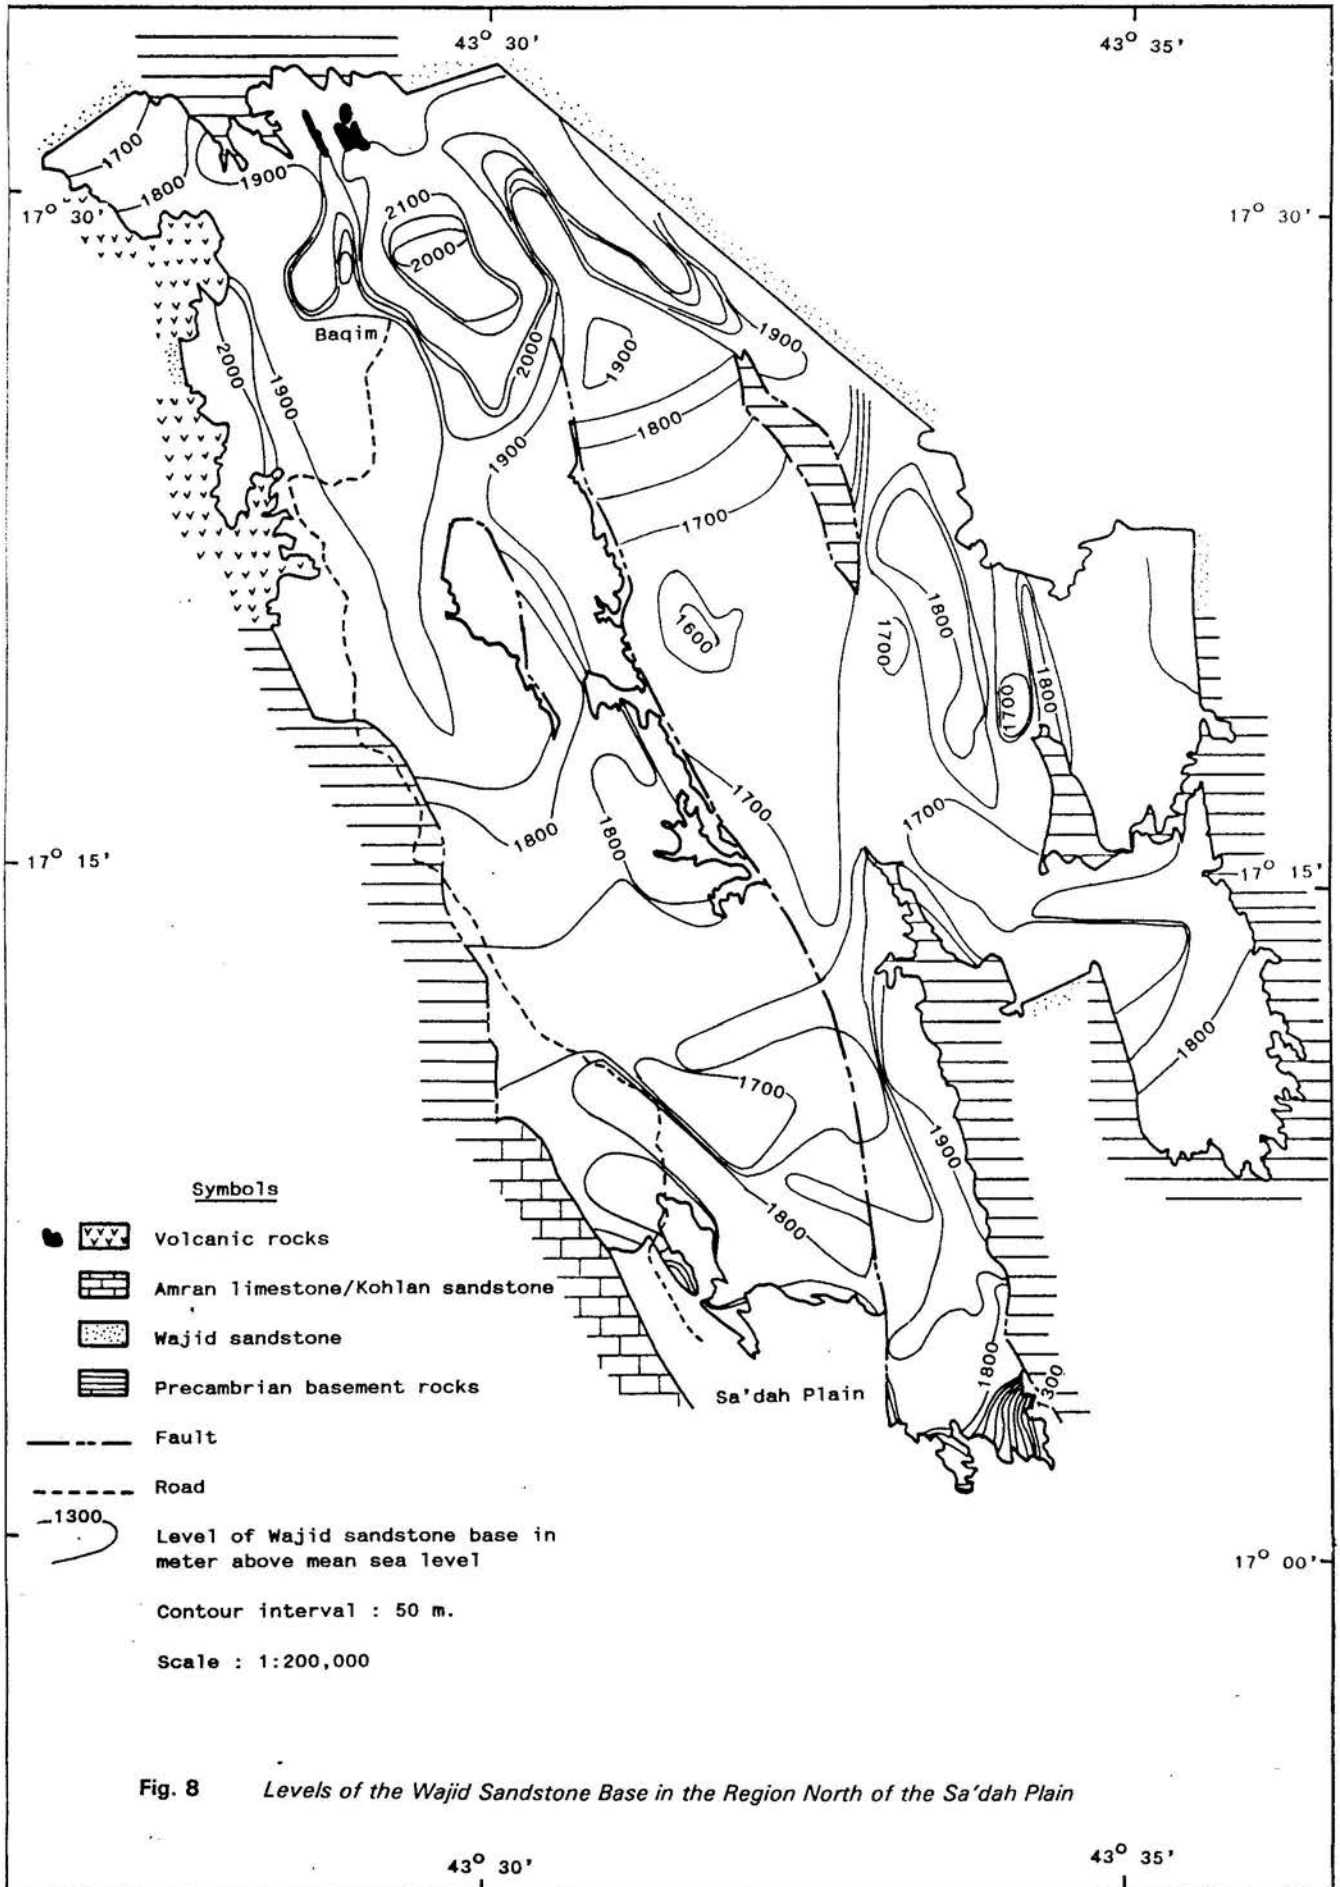 43° 30'
43° 35'
1700
1800
1900
2100
17° 30'
17° 30'
2000
Baqim
1900
2000
1900
2000
1900
1800
1900
1700
1600
1800
1700
1800
1700
1700
1700
1800
1800
17° 15'
17° 15'
1800
1700
1900
1800
Symbols
Volcanic rocks
Amran limestone/Kohlan sandstone
Wajid sandstone
Precambrian basement rocks
1800
1300
Sa'dah Plain
Fault
Road
1300
Level of Wajid sandstone base in
meter above mean sea level
17° 00'
Contour interval : 50 m.
Scale : 1:200,000
Fig. 8 Levels of the Wajid Sandstone Base in the Region North of the Sa'dah Plain
43° 30'
43° 35'